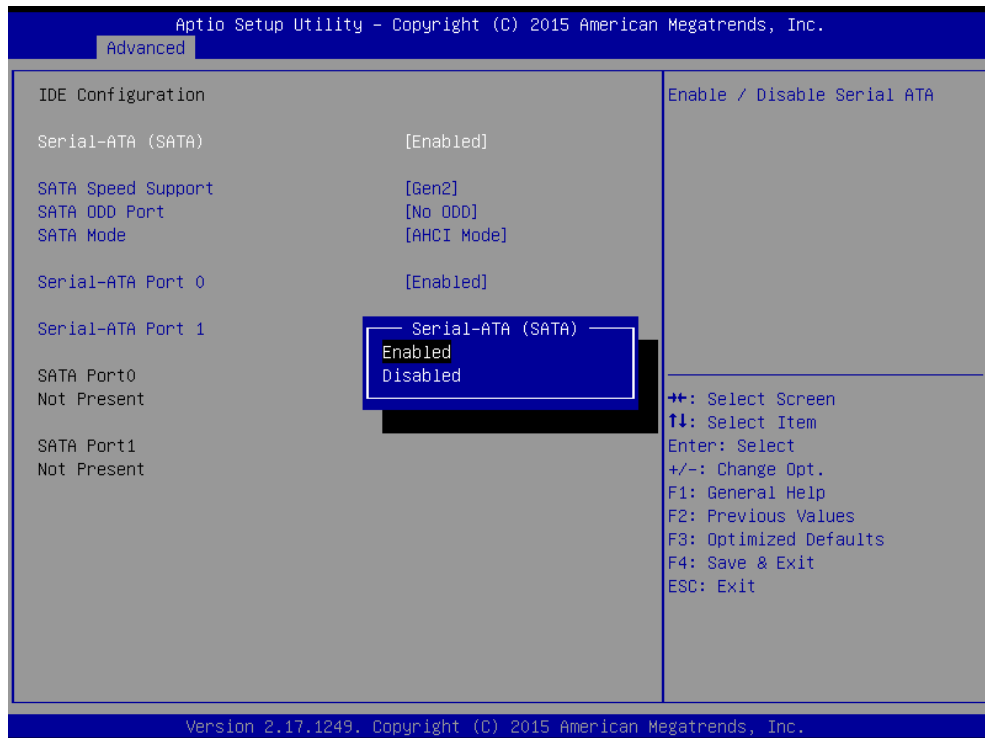 Aptio Setup Utility – Copyright (C) 2015 American Megatrends, Inc.
Advanced
IDE Configuration
Serial-ATA (SATA) [Enabled]
SATA Speed Support [Gen2]
SATA ODD Port [No ODD]
SATA Mode [AHCI Mode]
Serial-ATA Port 0 [Enabled]
Serial-ATA Port 1
SATA Port0
Not Present
SATA Port1
Not Present
Serial-ATA (SATA)
Enabled
Disabled
Enable / Disable Serial ATA
→←: Select Screen
↑↓: Select Item
Enter: Select
+/-: Change Opt.
F1: General Help
F2: Previous Values
F3: Optimized Defaults
F4: Save & Exit
ESC: Exit
Version 2.17.1249. Copyright (C) 2015 American Megatrends, Inc.